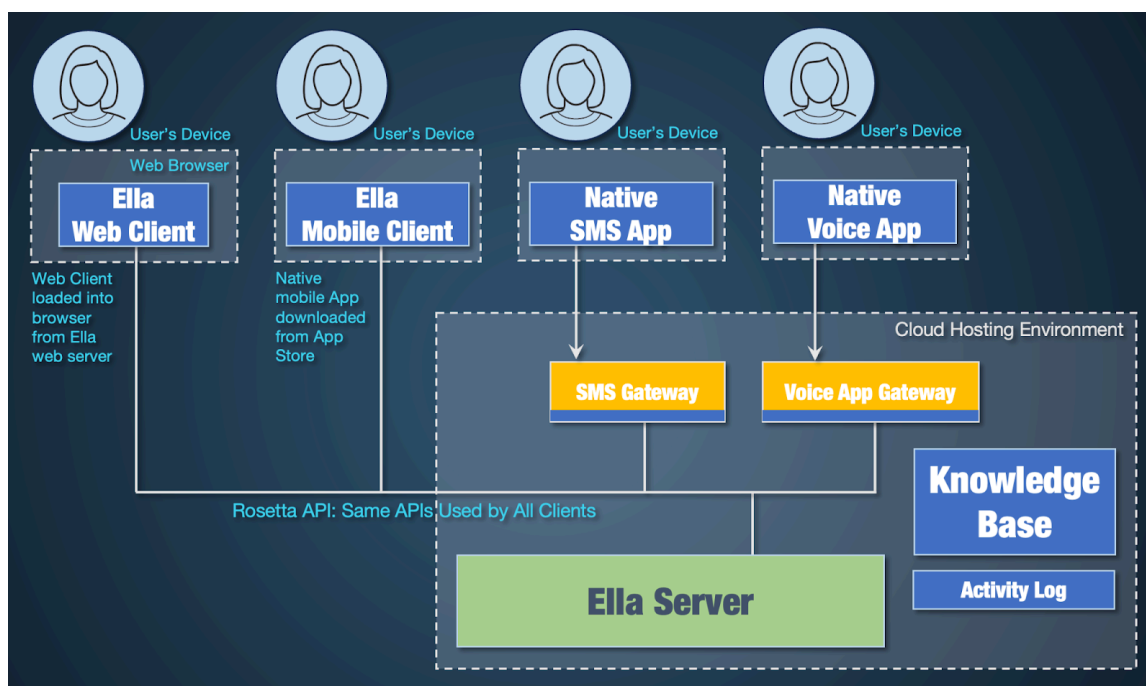 User's Device
User's Device
User's Device
User's Device
Web Browser
Ella
Web Client
Ella
Mobile Client
Native
SMS App
Native
Voice App
Web Client
loaded into
browser
from Ella
web server
Native
mobile App
downloaded
from App
Store
Cloud Hosting Environment
SMS Gateway
Voice App Gateway
Knowledge
Base
Rosetta API: Same APIs Used by All Clients
Ella Server
Activity Log